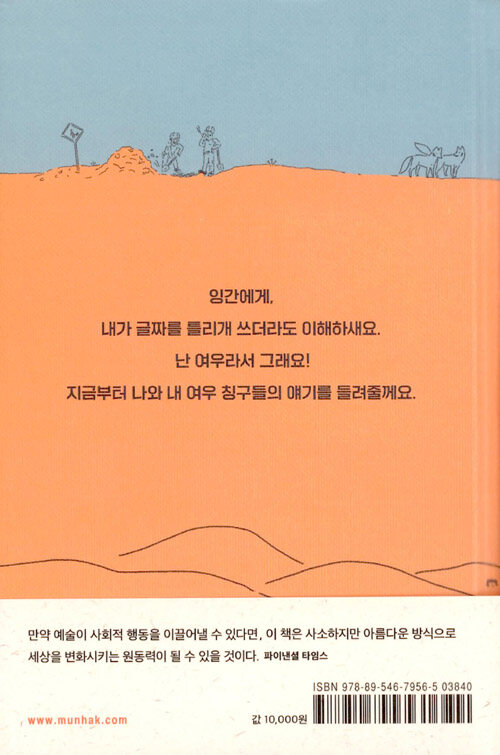 잉간에게,
내가 글짜를 틀리개 쓰더라도 이해하새요.
난 여우라서 그래요!
지금부터 나와 내 여우 칭구들의 얘기를 들려줄께요.
만약 예술이 사회적 행동을 이끌어낼 수 있다면, 이 책은 사소하지만 아름다운 방식으로
세상을 변화시키는 원동력이 될 수 있을 것이다. 파이낸셜 타임스
ISBN 978-89-546-7956-5 03840
www.munhak.com
값 10,000원